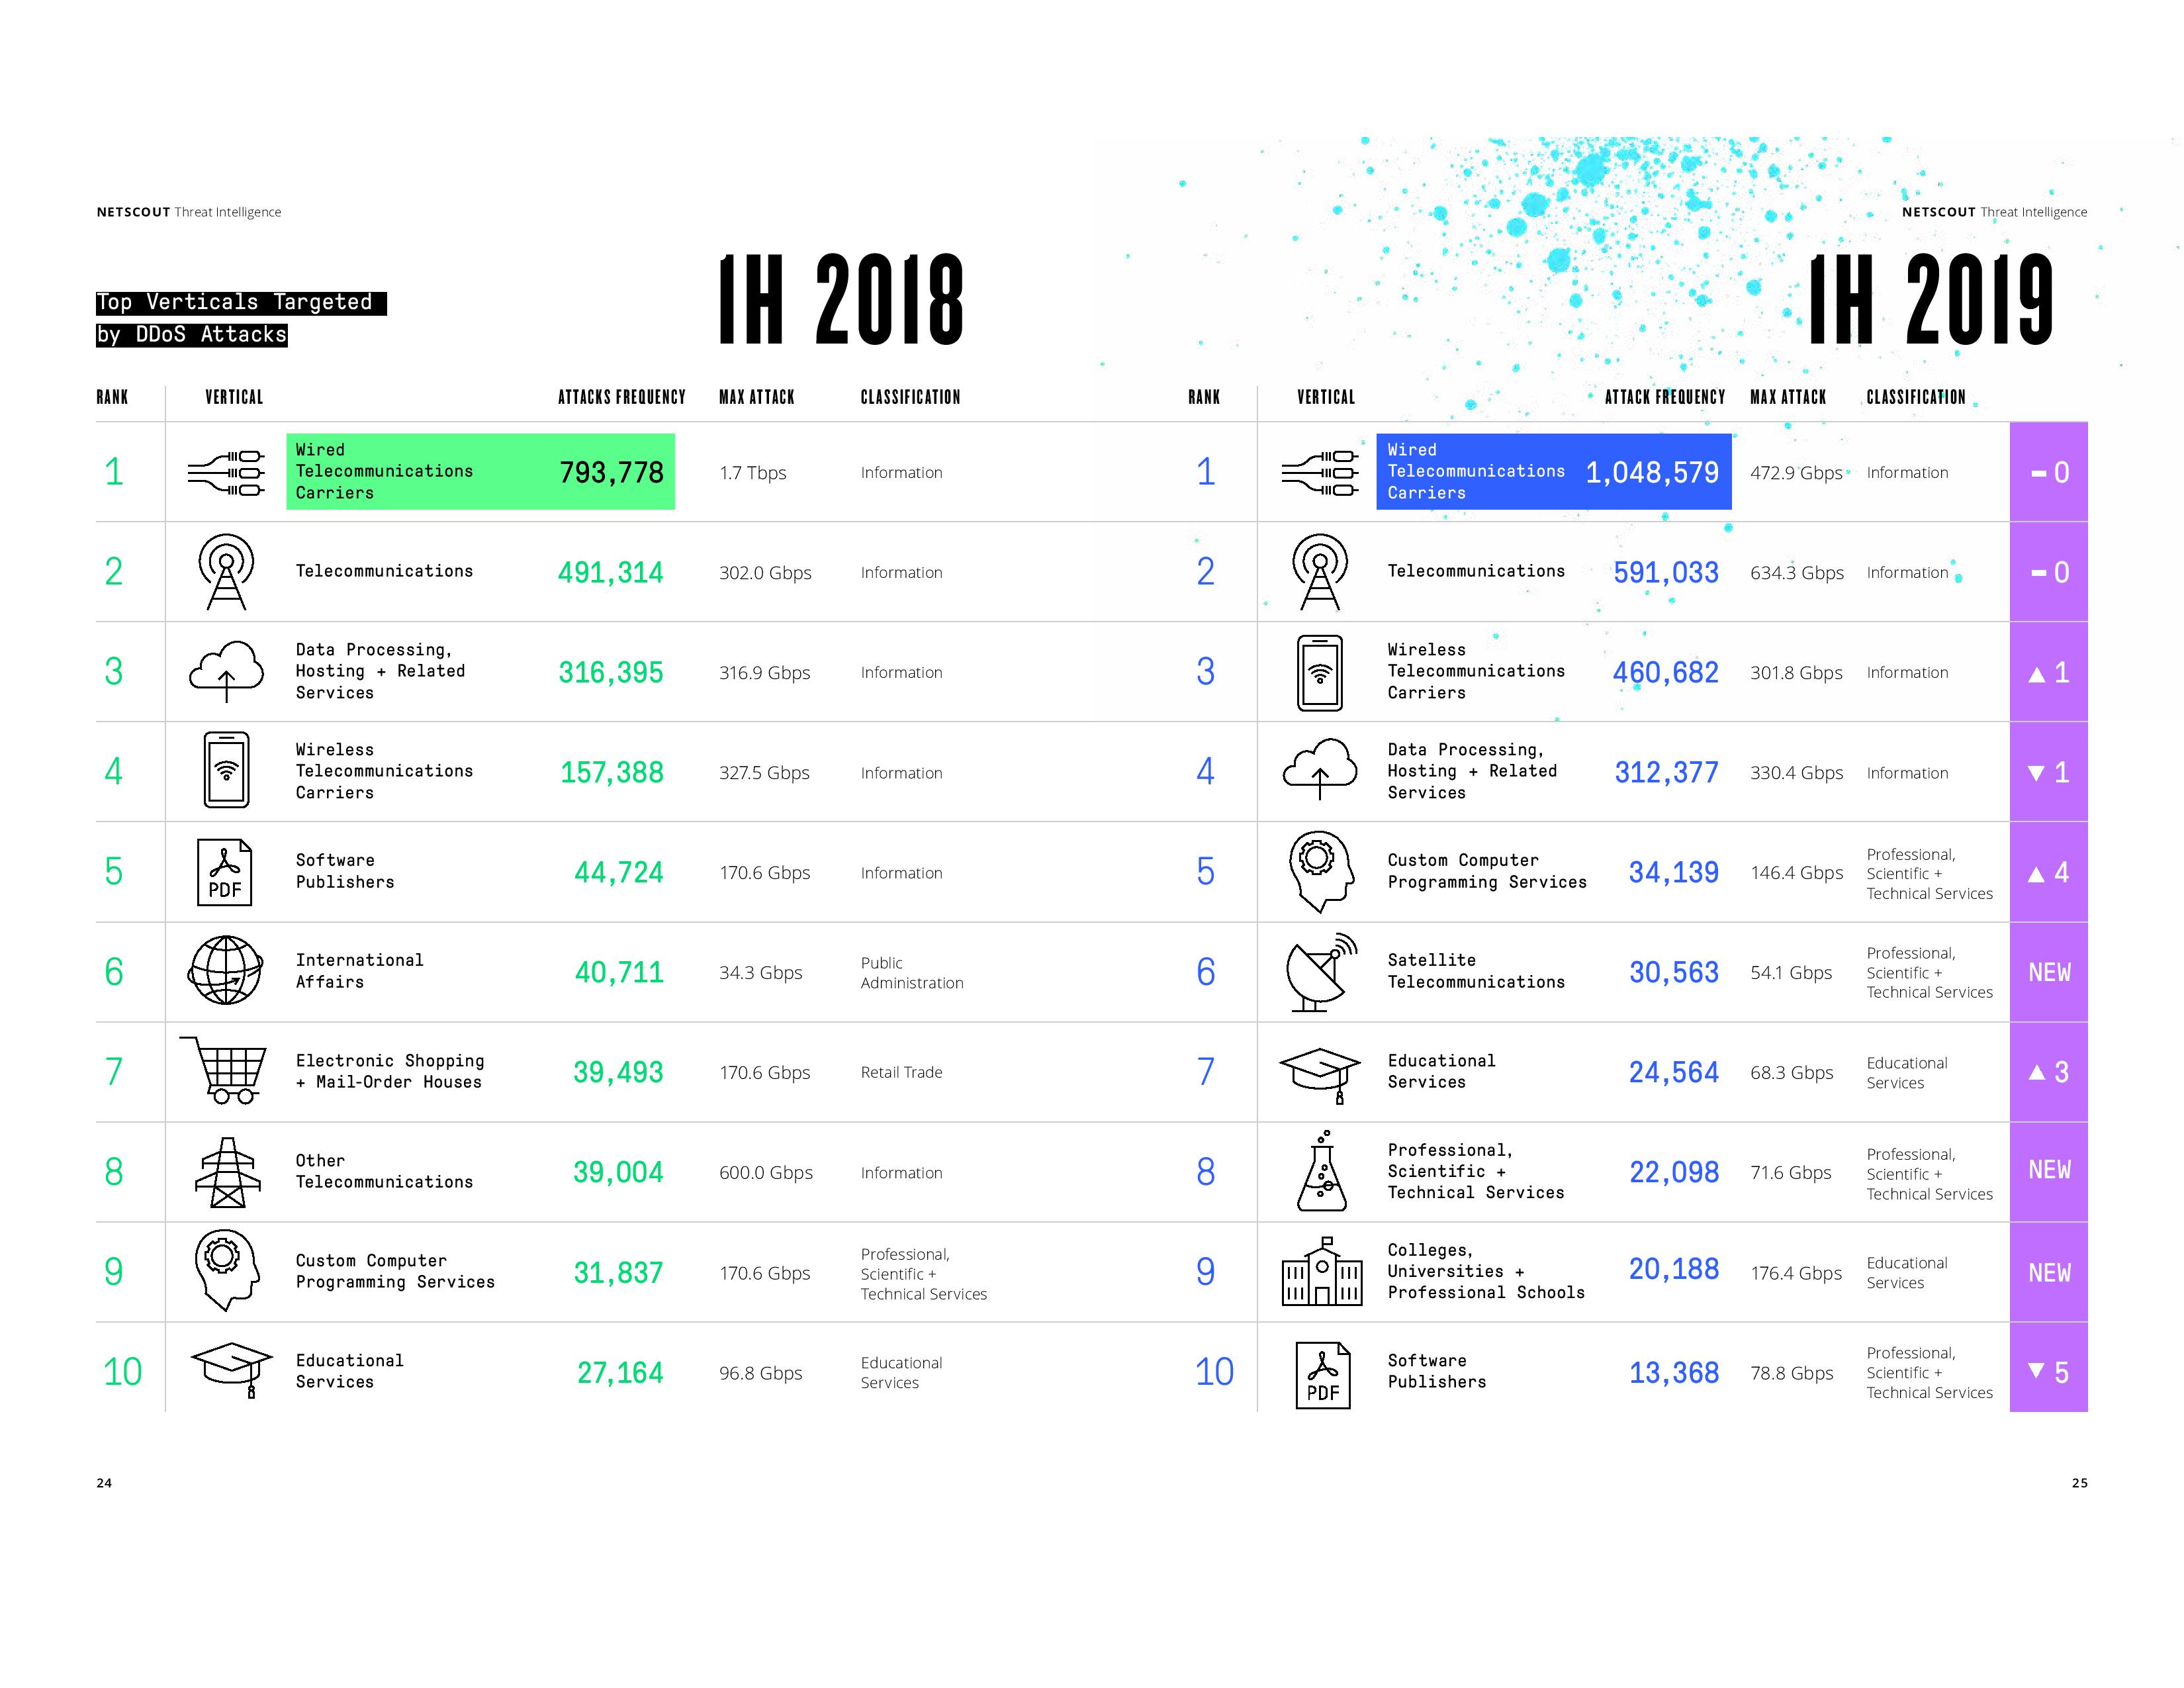 NETSCOUT Threat Intelligence
NETSCOUT Threat Intelligence
Top Verticals Targeted
by DDoS Attacks
1H 2018
RANK VERTICAL ATTACKS FREQUENCY MAX ATTACK CLASSIFICATION
1 Wired
Telecommunications
Carriers
793,778 1.7 Tbps Information
2 Telecommunications 491,314 302.0 Gbps Information
3 Data Processing,
Hosting + Related
Services
316,395 316.9 Gbps Information
4 Wireless
Telecommunications
Carriers
157,388 327.5 Gbps Information
PDF
5 Software
Publishers
44,724 170.6 Gbps Information
6 International
Affairs
40,711 34.3 Gbps Public
Administration
7 Electronic Shopping
+ Mail-Order Houses
39,493 170.6 Gbps Retail Trade
8 Other
Telecommunications
39,004 600.0 Gbps Information
9 Custom Computer
Programming Services
31,837 170.6 Gbps Professional,
Scientific +
Technical Services
10 Educational
Services
27,164 96.8 Gbps Educational
Services
24
1H 2019
RANK VERTICAL ATTACK FREQUENCY MAX ATTACK CLASSIFICATION
1 Wired
Telecommunications
Carriers
1,048,579 472.9 Gbps Information - 0
2 Telecommunications 591,033 634.3 Gbps Information - 0
3 Wireless
Telecommunications
Carriers
460,682 301.8 Gbps Information ▲ 1
4 Data Processing,
Hosting + Related
Services
312,377 330.4 Gbps Information ▼ 1
5 Custom Computer
Programming Services
34,139 146.4 Gbps Professional,
Scientific +
Technical Services
▲ 4
6 Satellite
Telecommunications
30,563 54.1 Gbps Professional,
Scientific +
Technical Services
NEW
7 Educational
Services
24,564 68.3 Gbps Educational
Services
▲ 3
8 Professional,
Scientific +
Technical Services
22,098 71.6 Gbps Professional,
Scientific +
Technical Services
NEW
9 Colleges,
Universities +
Professional Schools
20,188 176.4 Gbps Educational
Services
NEW
PDF
10 Software
Publishers
13,368 78.8 Gbps Professional,
Scientific +
Technical Services
▼ 5
25